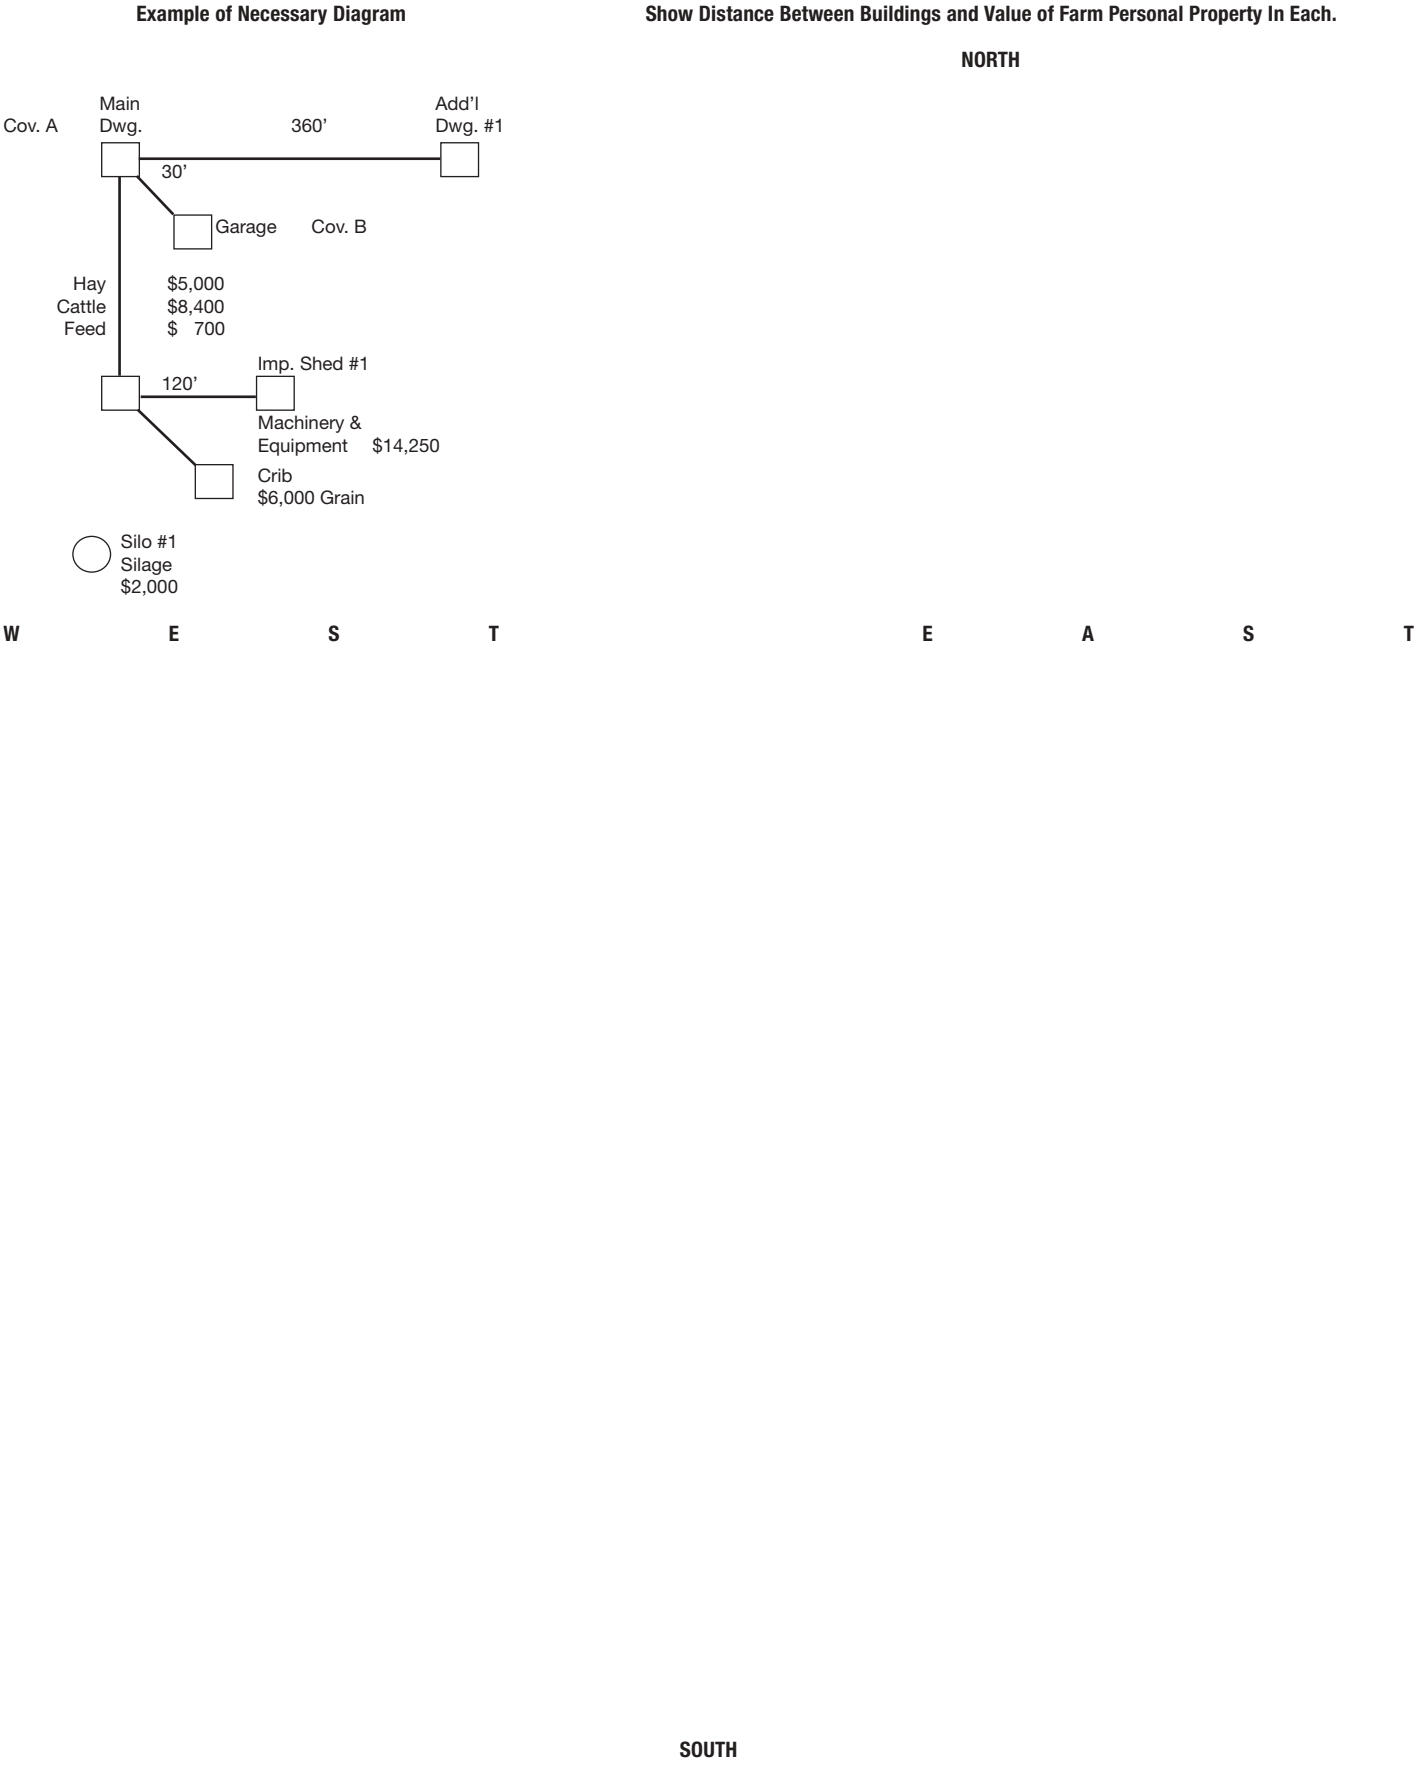 Example of Necessary Diagram
Show Distance Between Buildings and Value of Farm Personal Property In Each.
NORTH
Main
Dwg.
Cov. A
360’
Add’l
Dwg. #1
30’
Garage Cov. B
Hay $5,000
Cattle $8,400
Feed $ 700
Imp. Shed #1
120’
Machinery &
Equipment $14,250
Crib
$6,000 Grain
Silo #1
Silage
$2,000
W E S T
E A S T
SOUTH